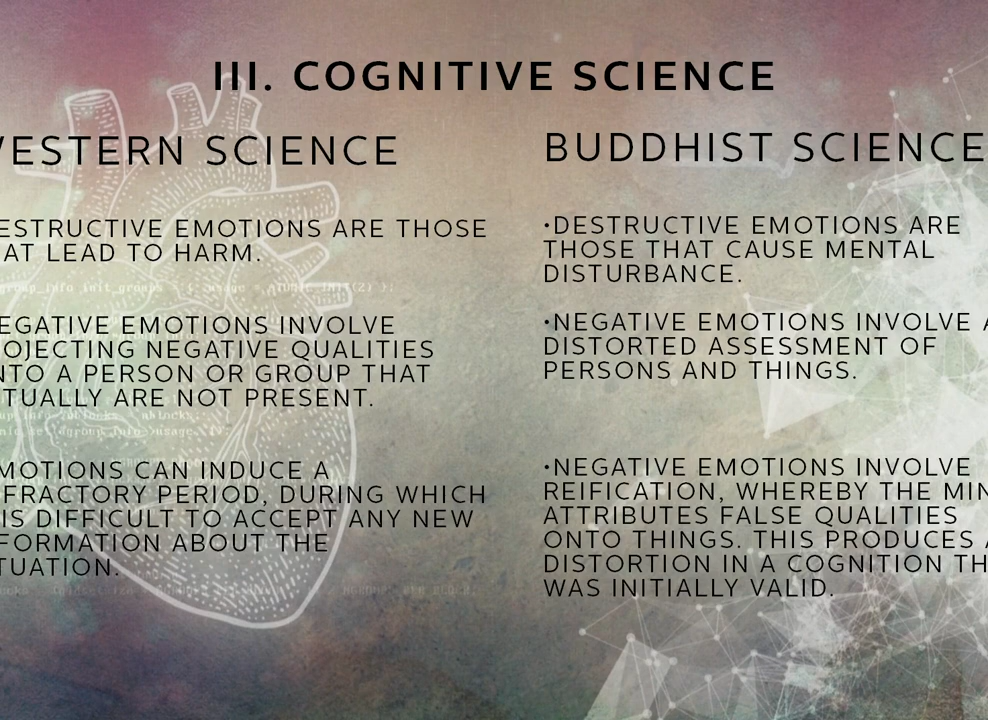 III. COGNITIVE SCIENCE
WESTERN SCIENCE
ESTRUCTIVE EMOTIONS ARE THOSE
AT LEAD TO HARM.
EGATIVE EMOTIONS INVOLVE
OJECTING NEGATIVE QUALITIES
NTO A PERSON OR GROUP THAT
TUALLY ARE NOT PRESENT.
MOTIONS CAN INDUCE A
FRACTORY PERIOD, DURING WHICH
IS DIFFICULT TO ACCEPT ANY NEW
FORMATION ABOUT THE
TUATION.
BUDDHIST SCIENCE
•DESTRUCTIVE EMOTIONS ARE
THOSE THAT CAUSE MENTAL
DISTURBANCE.
•NEGATIVE EMOTIONS INVOLVE A
DISTORTED ASSESSMENT OF
PERSONS AND THINGS.
•NEGATIVE EMOTIONS INVOLVE
REIFICATION, WHEREBY THE MIN
ATTRIBUTES FALSE QUALITIES
ONTO THINGS. THIS PRODUCES A
DISTORTION IN A COGNITION TH
WAS INITIALLY VALID.